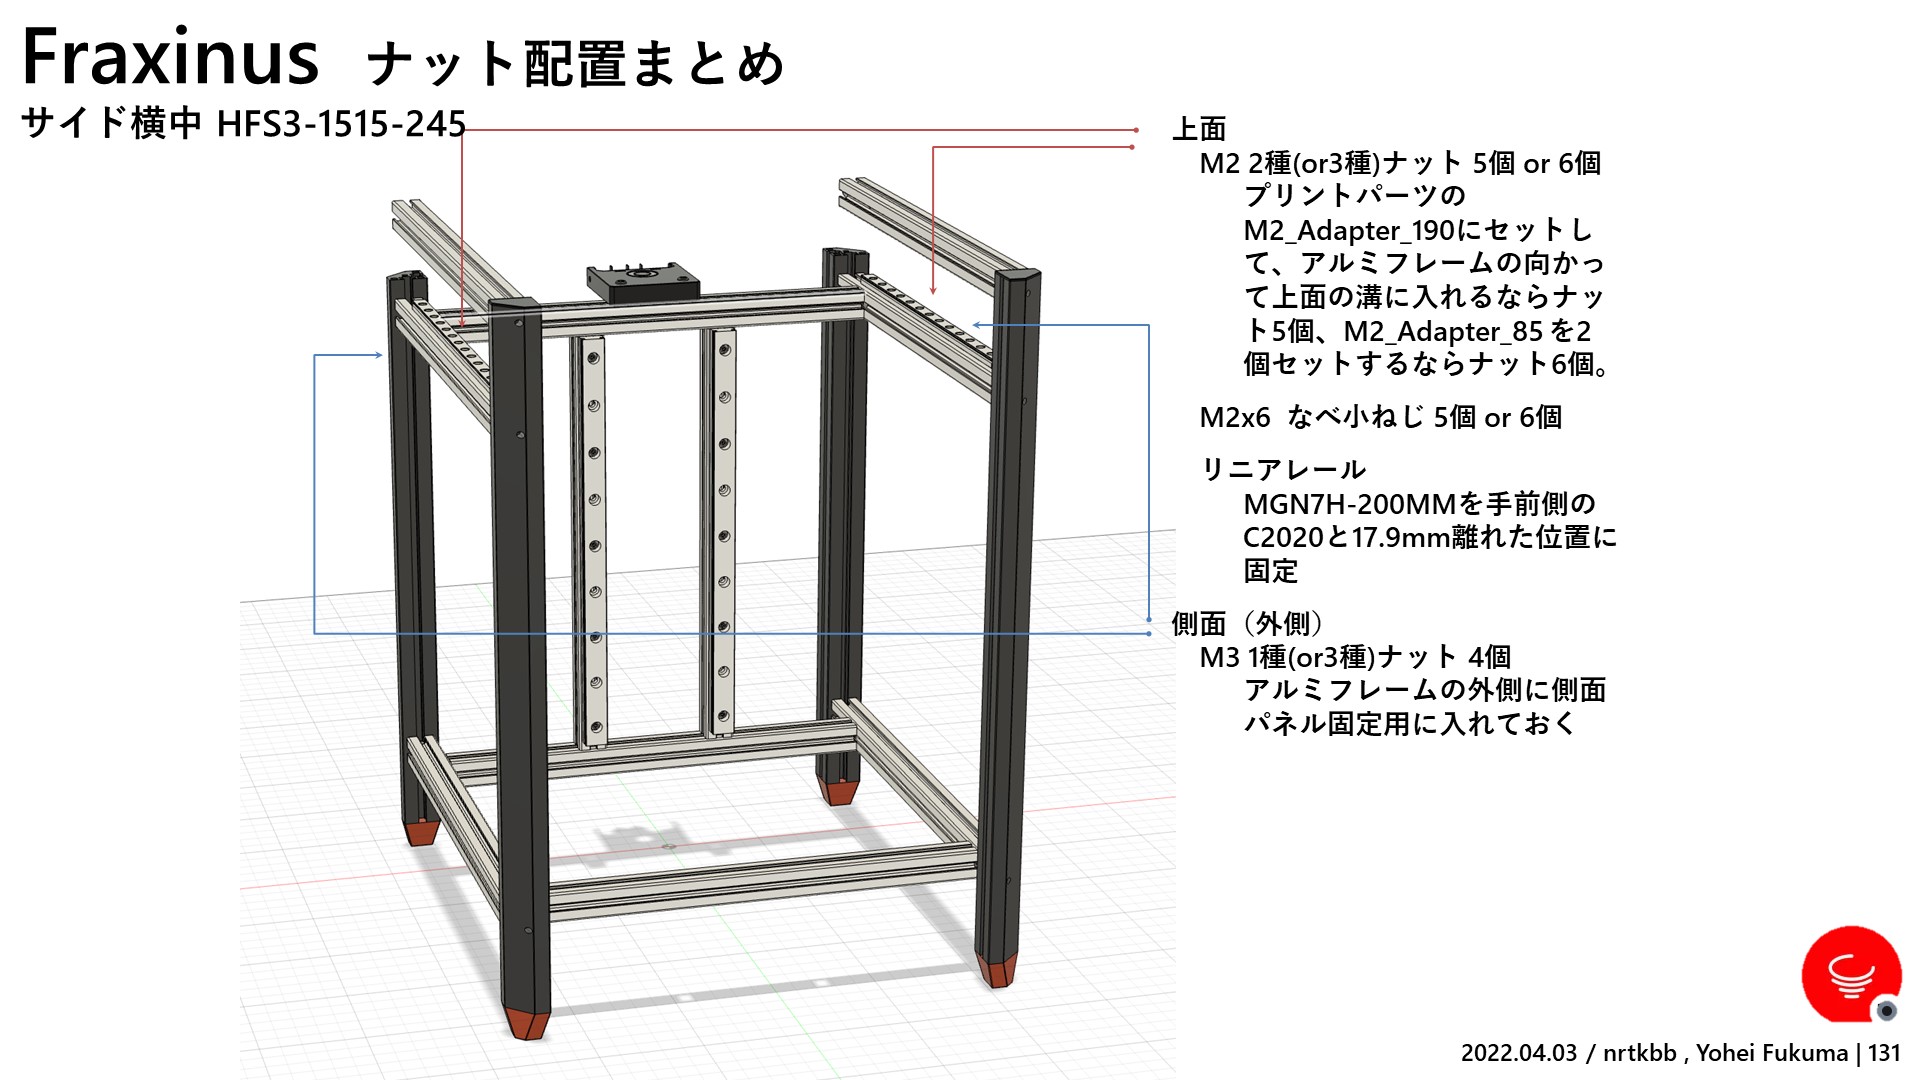 Fraxinus ナット配置まとめ
サイド横中 HFS3-1515-245
上面
M2 2種(or3種)ナット 5個 or 6個
プリントパーツの
M2_Adapter_190にセットし
て、アルミフレームの向かっ
て上面の溝に入れるならナッ
ト5個、M2_Adapter_85 を2
個セットするならナット6個。
M2x6 なべ小ねじ 5個 or 6個
リニアレール
MGN7H-200MMを手前側の
C2020と17.9mm離れた位置に
固定
側面（外側）
M3 1種(or3種)ナット 4個
アルミフレームの外側に側面
パネル固定用に入れておく
2022.04.03 / nrtkbb , Yohei Fukuma | 131